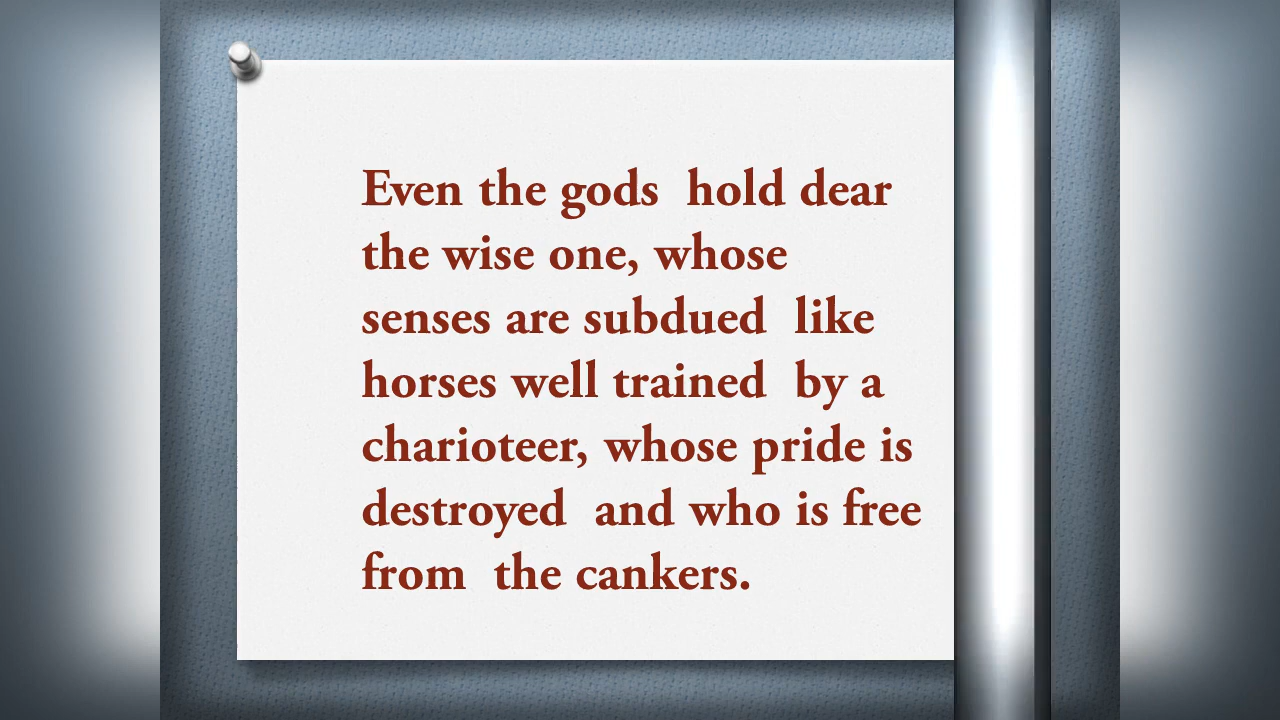 Even the gods hold dear
the wise one, whose
senses are subdued like
horses well trained by a
charioteer, whose pride is
destroyed and who is free
from the cankers.